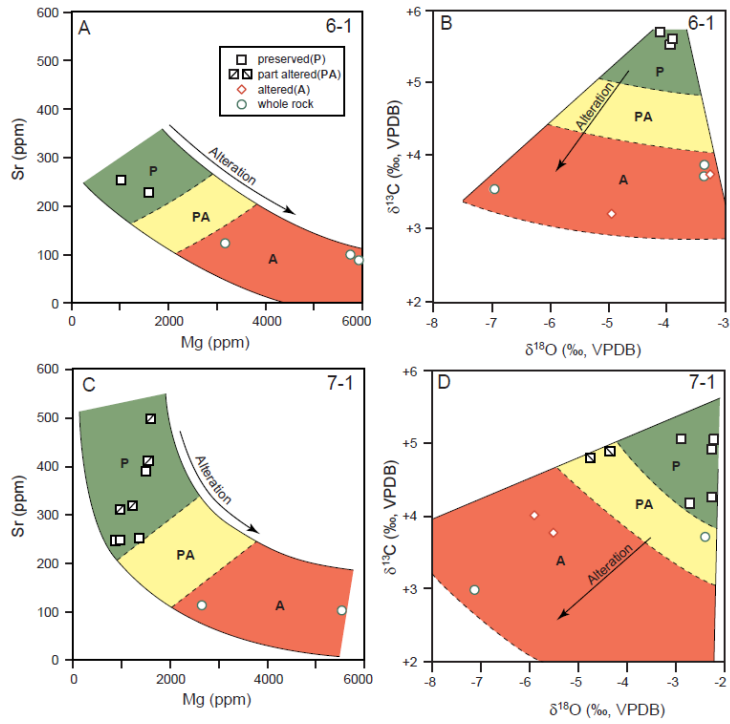 A
6-1
600
500
400
300
200
100
0
Sr (ppm)
preserved(P)
part altered(PA)
altered(A)
whole rock
Alteration
P
PA
A
0
2000
4000
6000
Mg (ppm)
B
6-1
+6
+5
+4
+3
+2
δ¹³C (‰, VPDB)
P
Alteration
PA
A
-8
-7
-6
-5
-4
-3
δ¹⁸O (‰, VPDB)
C
7-1
600
500
400
300
200
100
0
Sr (ppm)
P
Alteration
PA
A
0
2000
4000
6000
Mg (ppm)
D
7-1
+6
+5
+4
+3
+2
δ¹³C (‰, VPDB)
P
PA
A
Alteration
-8
-7
-6
-5
-4
-3
-2
δ¹⁸O (‰, VPDB)